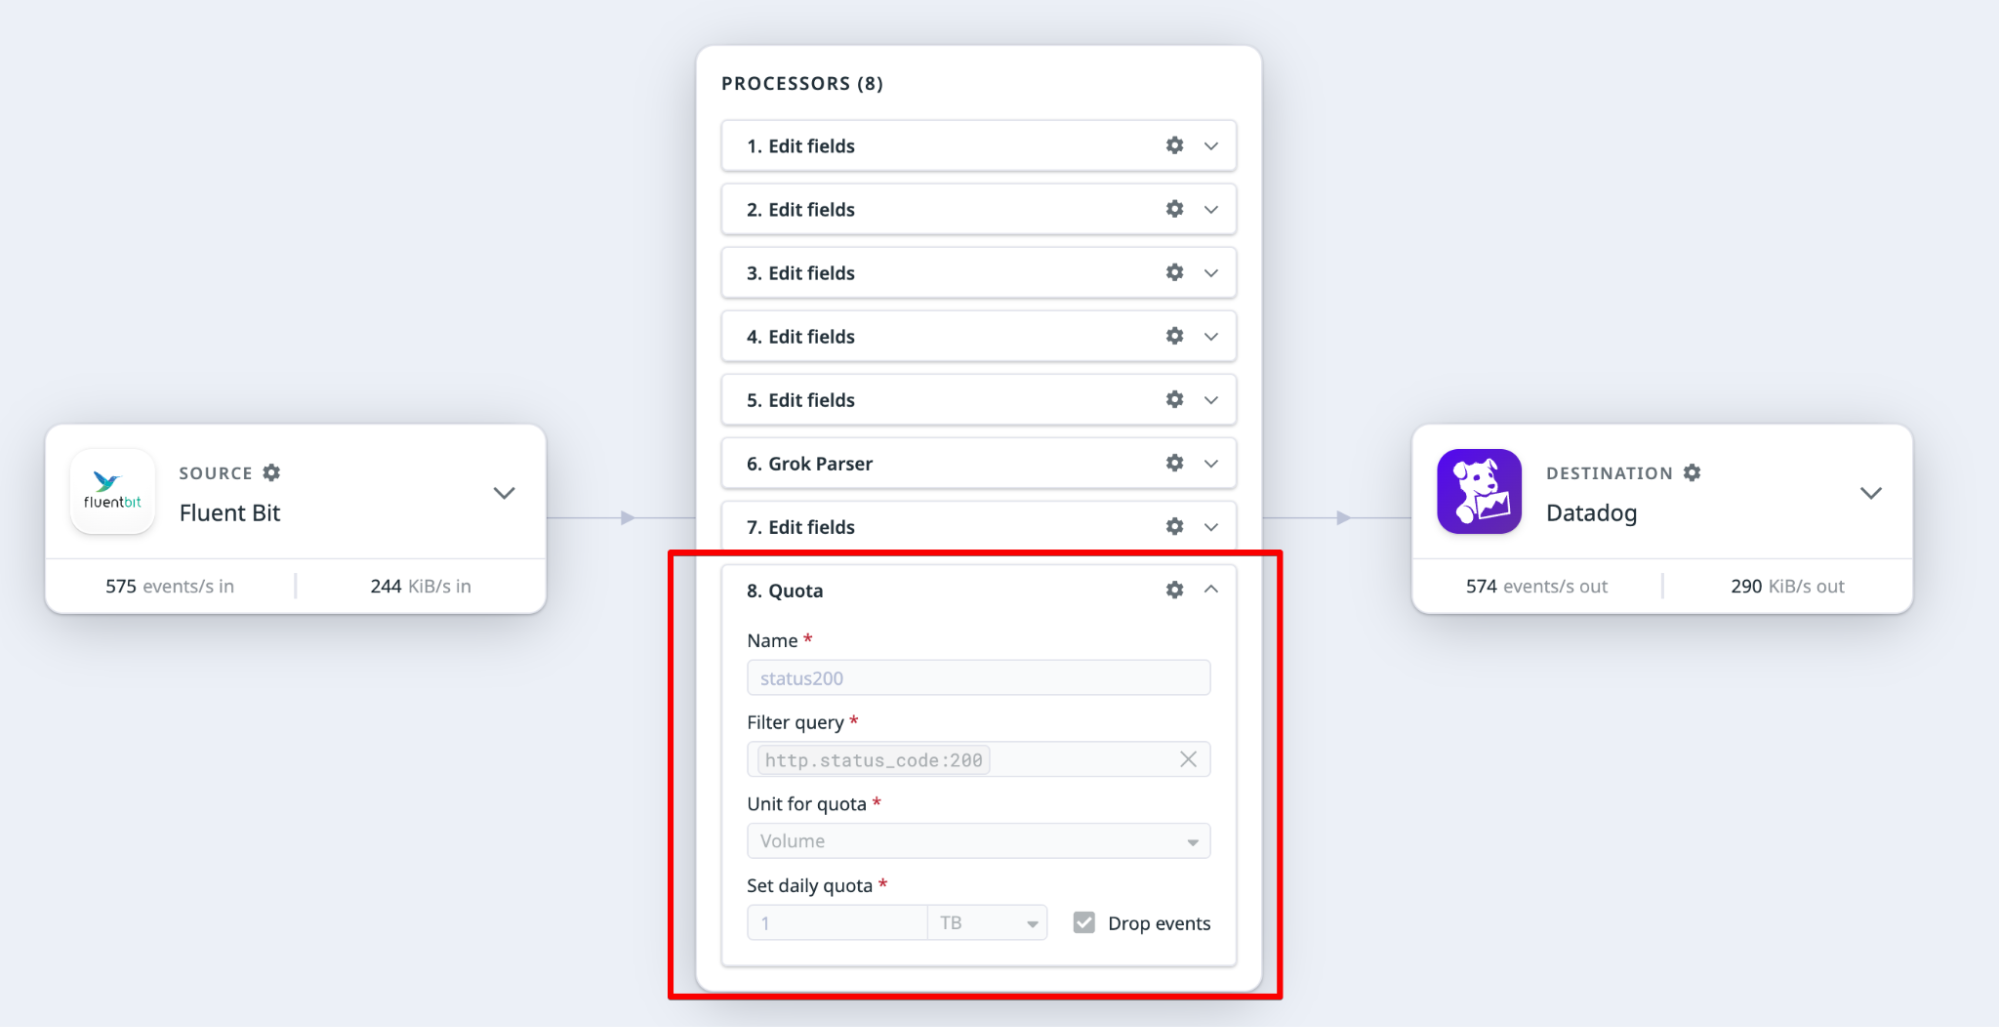 PROCESSORS (8)
1. Edit fields
2. Edit fields
3. Edit fields
4. Edit fields
5. Edit fields
6. Grok Parser
7. Edit fields
8. Quota
Name *
status200
Filter query *
http.status_code:200
Unit for quota *
Volume
Set daily quota *
1 TB Drop events
fluentbit
SOURCE
Fluent Bit
575 events/s in 244 KiB/s in
DESTINATION
Datadog
574 events/s out 290 KiB/s out